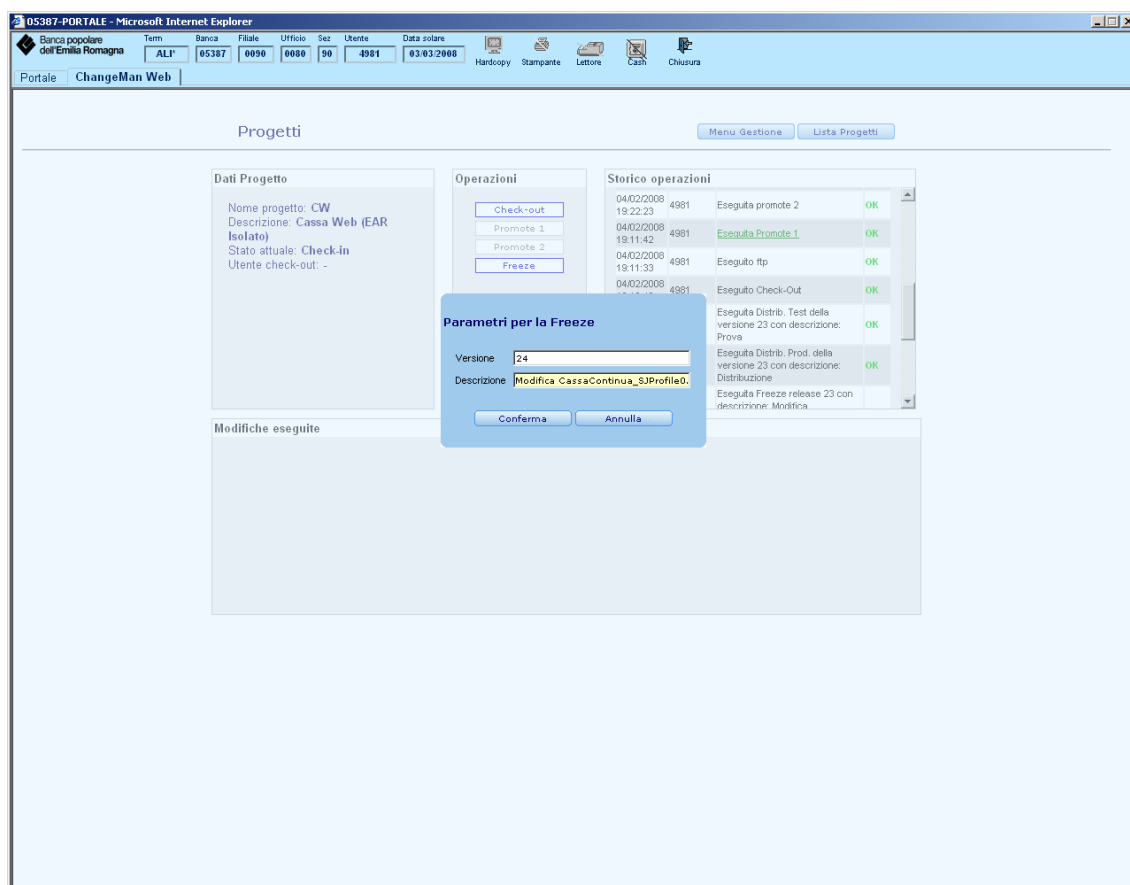 05387-PORTALE - Microsoft Internet Explorer
Banca popolare
dell'Emilia Romagna
Term Banca Filiale Ufficio Sez Utente Data solare
ALI' 05387 0090 0080 90 4981 03/03/2008
Hardcopy Stampante Lettore Cash Chiusura
Portale ChangeMan Web
Progetti
Menu Gestione Lista Progetti
Dati Progetto
Nome progetto: CW
Descrizione: Cassa Web (EAR
Isolato)
Stato attuale: Check-in
Utente check-out: -
Operazioni
Check-out
Promote 1
Promote 2
Freeze
Storico operazioni
04/02/2008
19:22:23 4981 Eseguita promote 2 OK
04/02/2008
19:11:42 4981 Eseguita Promote 1 OK
04/02/2008
19:11:33 4981 Eseguito ftp OK
04/02/2008
4981 Eseguito Check-Out OK
Eseguita Distrib. Test della
versione 23 con descrizione: OK
Prova
Eseguita Distrib. Prod. della
versione 23 con descrizione: OK
Distribuzione
Eseguita Freeze release 23 con
descrizione: Modifica
Parametri per la Freeze
Versione 24
Descrizione Modifica CassaContinua_SJProfile0.
Conferma Annulla
Modifiche eseguite